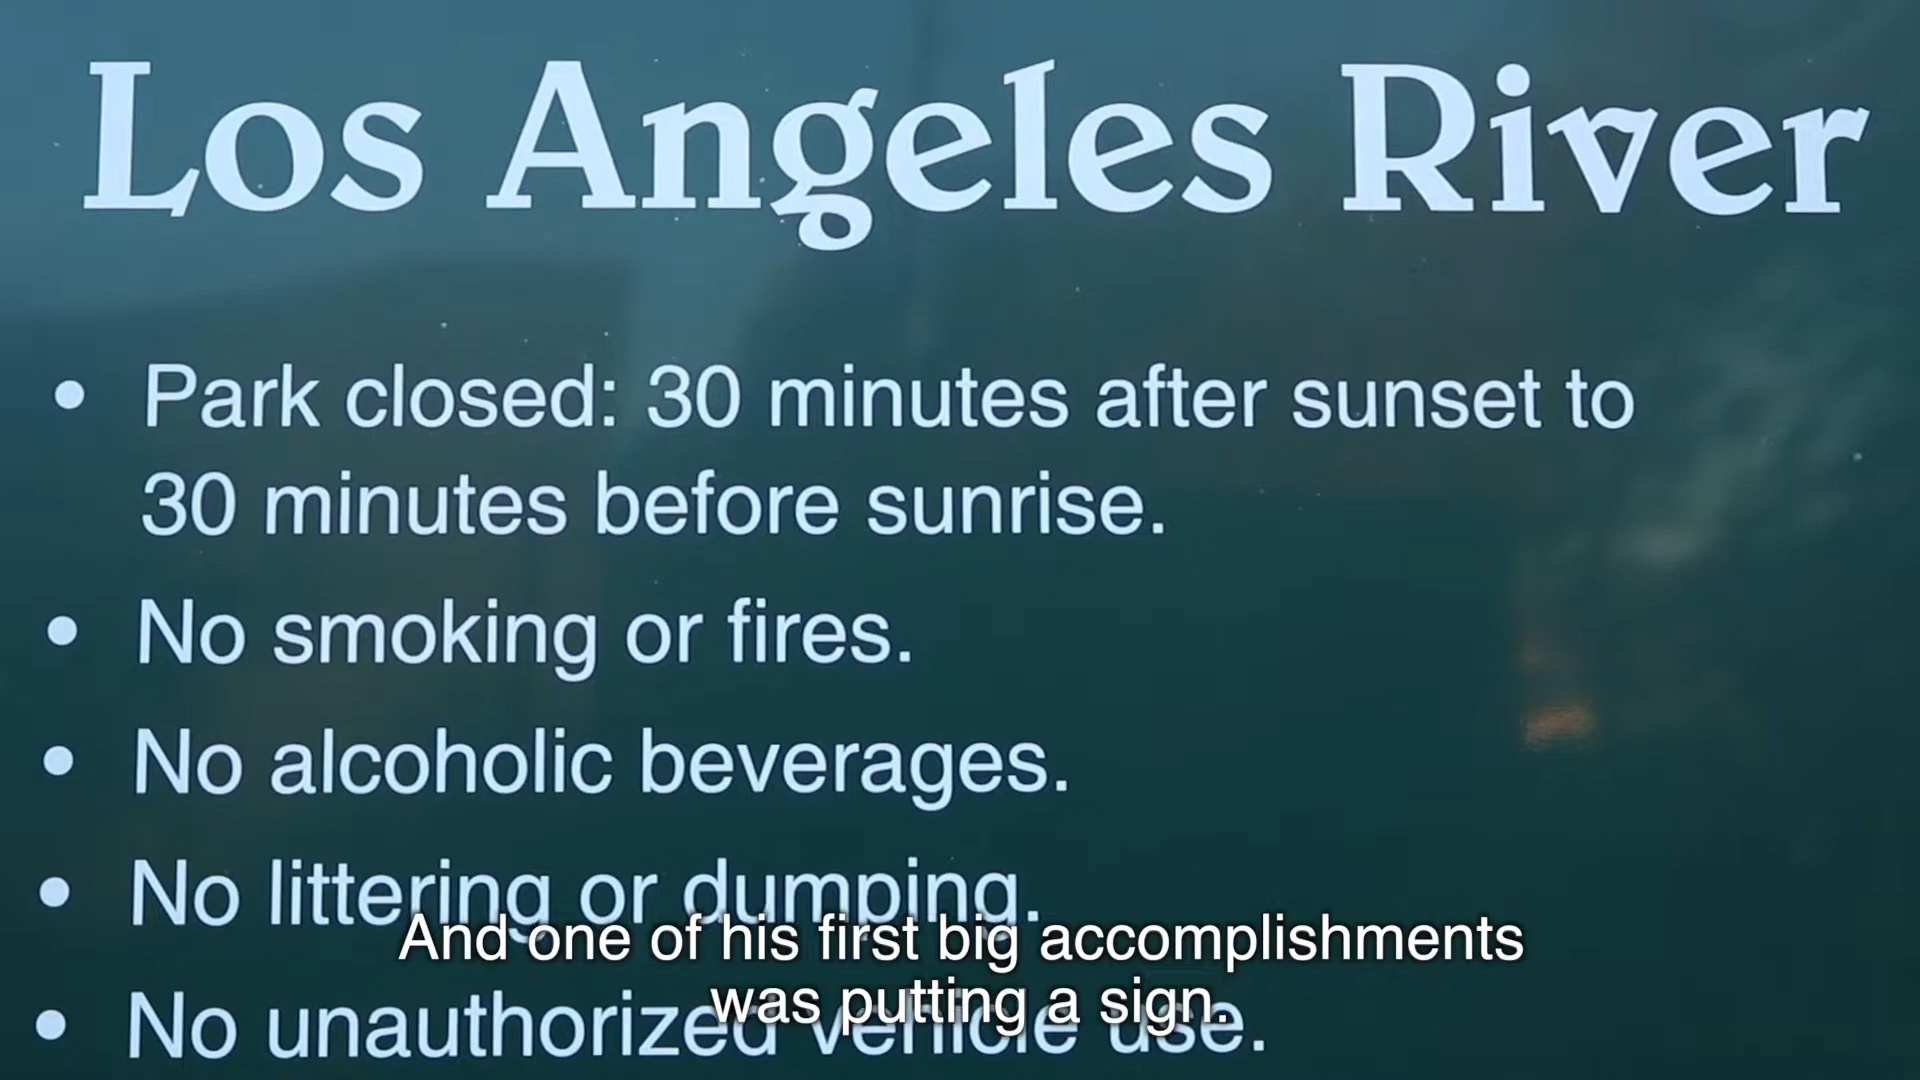 Los Angeles River
• Park closed: 30 minutes after sunset to
30 minutes before sunrise.
• No smoking or fires.
• No alcoholic beverages.
• No littering or dumping.
• No unauthorized vehicle use.
And one of his first big accomplishments
was putting a sign.